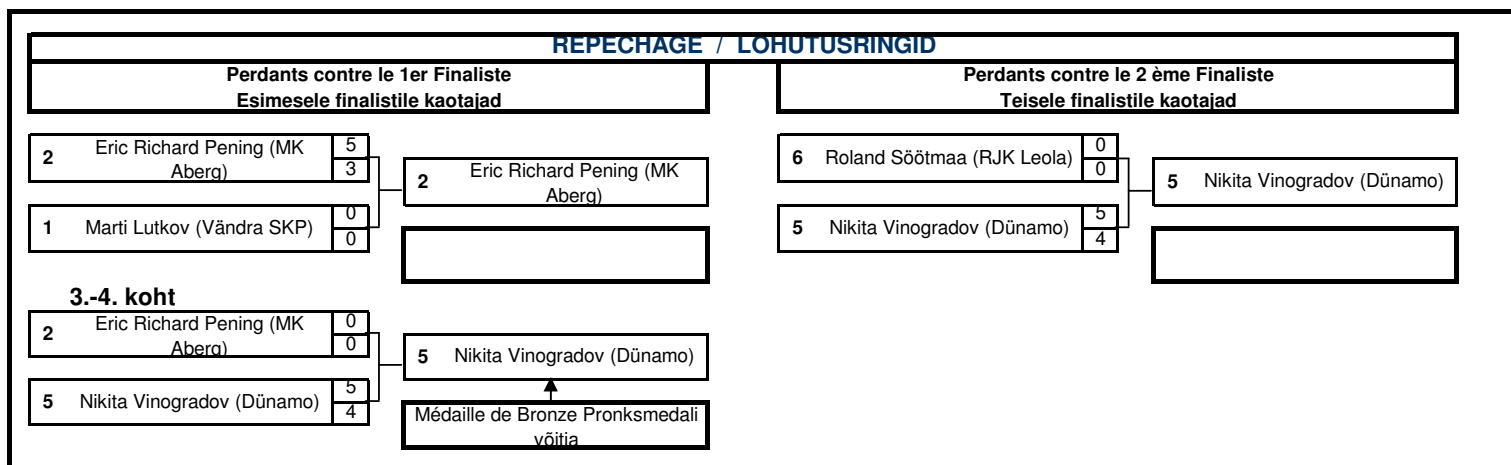 REPECHAGE / LOHUTUSRINGID
Perdants contre le 1er Finaliste
Esimesele finalistile kaotajad
Perdants contre le 2 ème Finaliste
Teisele finalistile kaotajad
2 Eric Richard Pening (MK Aberg) 5 3
1 Marti Lutkov (Vändra SKP) 0 0
2 Eric Richard Pening (MK
Aberg)
6 Roland Söötmaa (RJK Leola) 0 0
5 Nikita Vinogradov (Dünamo) 5 4
5 Nikita Vinogradov (Dünamo)
3.-4. koht
2 Eric Richard Pening (MK Aberg) 0 0
5 Nikita Vinogradov (Dünamo) 5 4
5 Nikita Vinogradov (Dünamo)
Médaille de Bronze Pronksmedali
võitja